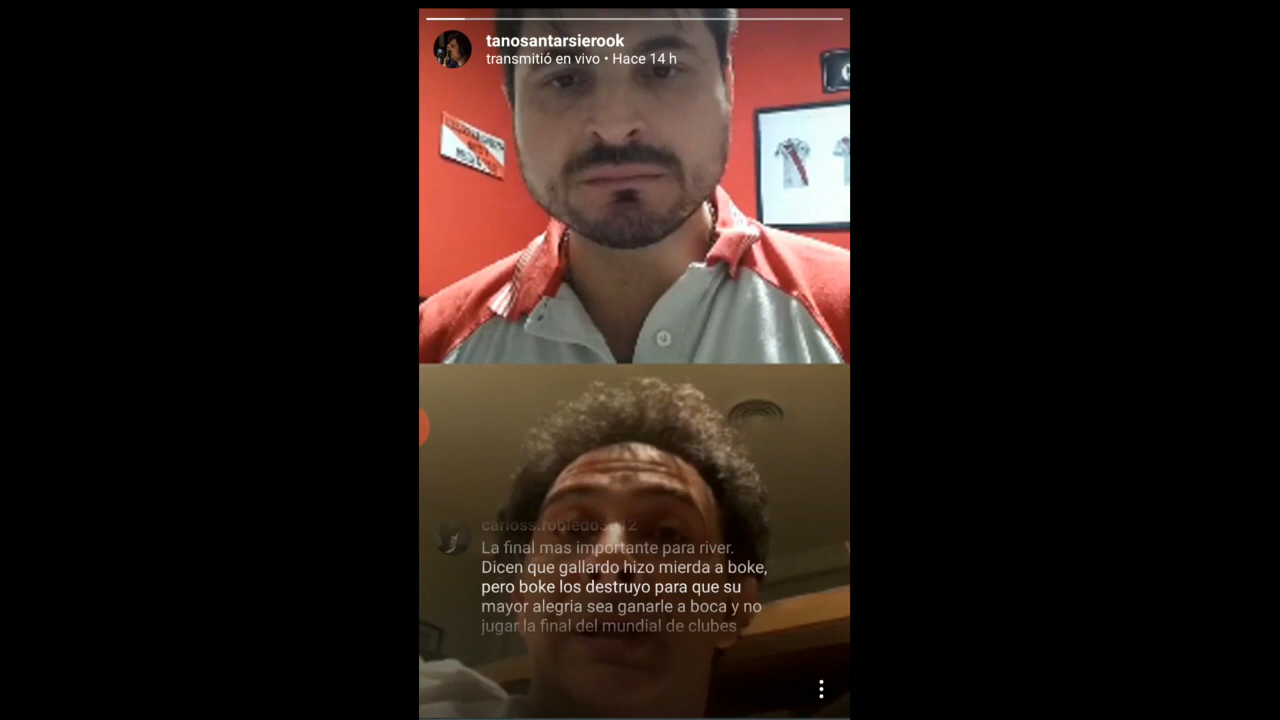 tanosantarsierook
transmitió en vivo • Hace 14 h
La final mas importante para river.
Dicen que gallardo hizo mierda a boke,
pero boke los destruyo para que su
mayor alegria sea ganarle a boca y no
jugar la final del mundial de clubes